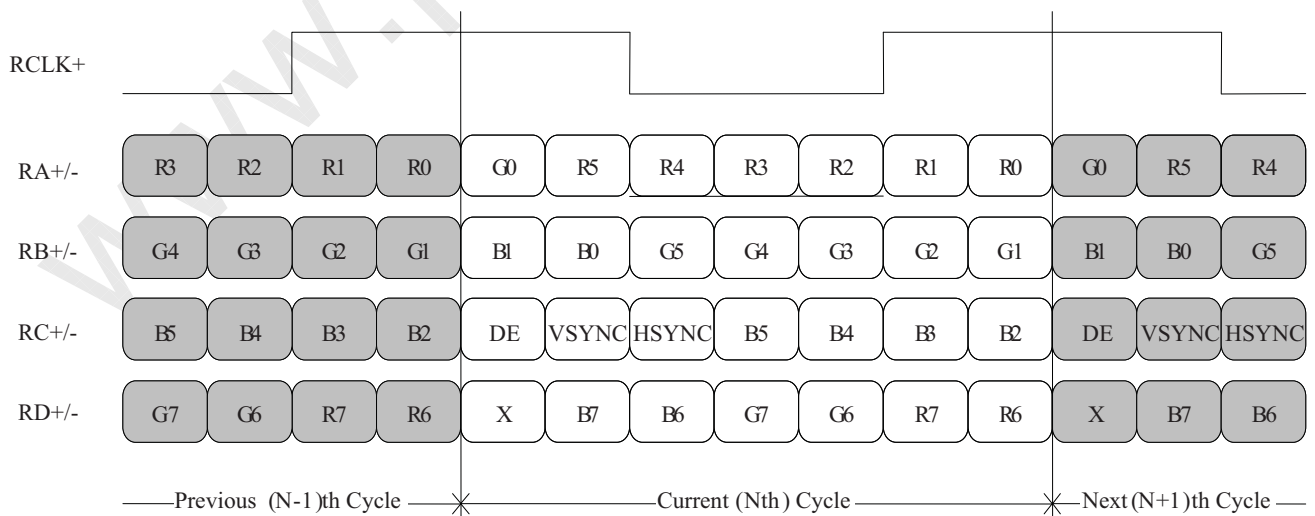 RCLK+
RA+/- R3 R2 R1 R0 G0 R5 R4 R3 R2 R1 R0 G0 R5 R4
RB+/- G4 G3 G2 G1 B1 B0 G5 G4 G3 G2 G1 B1 B0 G5
RC+/- B5 B4 B3 B2 DE VSYNC HSYNC B5 B4 B3 B2 DE VSYNC HSYNC
RD+/- G7 G6 R7 R6 X B7 B6 G7 G6 R7 R6 X B7 B6
Previous (N-1)th Cycle Current (Nth) Cycle Next (N+1)th Cycle
www.